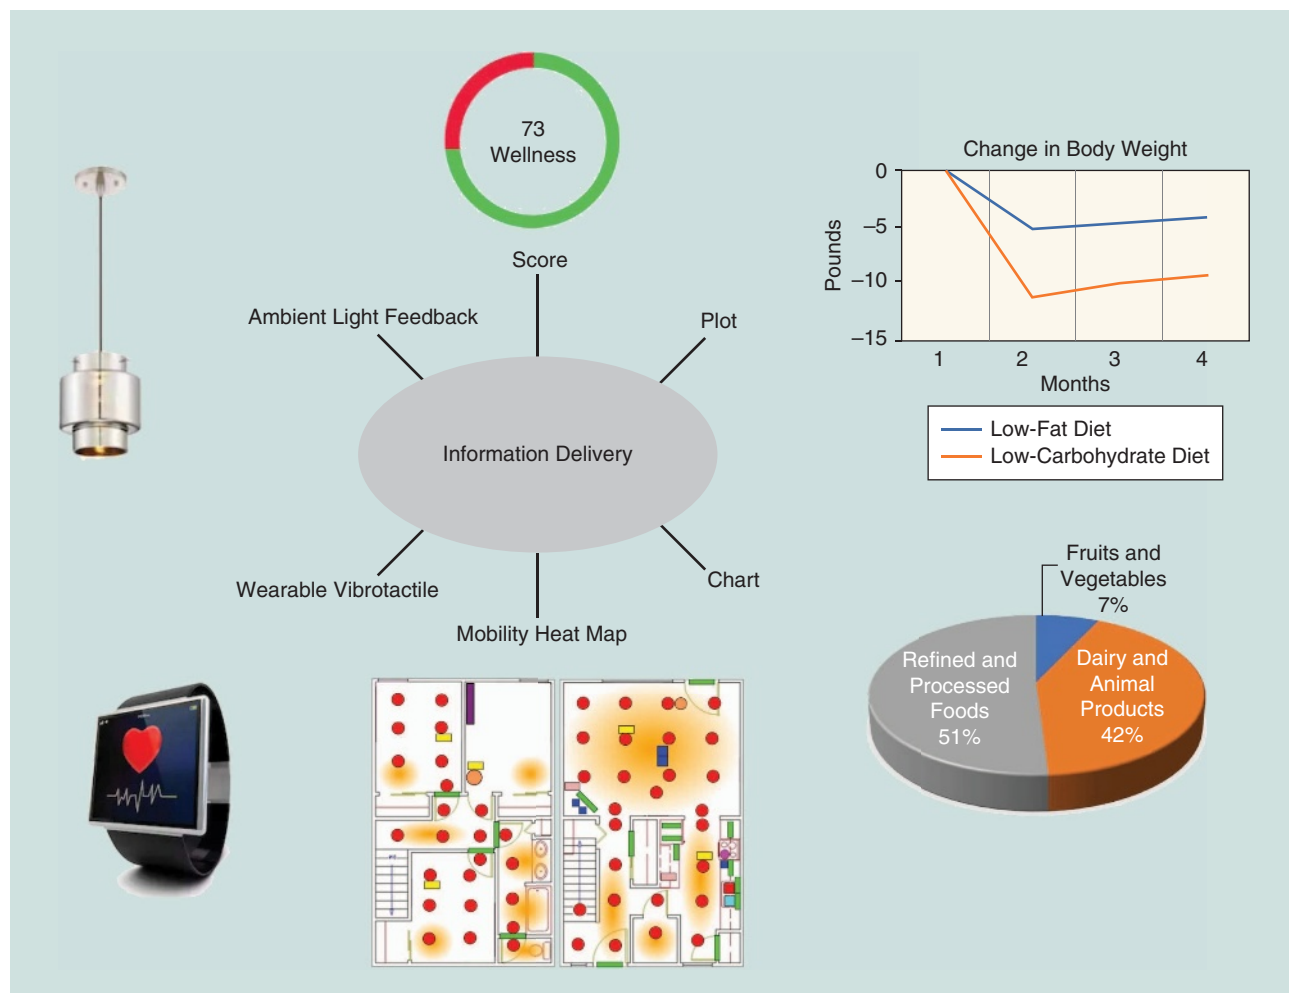 73
Wellness
Score
Ambient Light Feedback
Plot
Information Delivery
Wearable Vibrotactile
Chart
Mobility Heat Map
Change in Body Weight
Pounds
0
–5
–10
–15
1 2 3 4
Months
Low-Fat Diet
Low-Carbohydrate Diet
Fruits and
Vegetables
7%
Refined and
Processed
Foods
51%
Dairy and
Animal
Products
42%